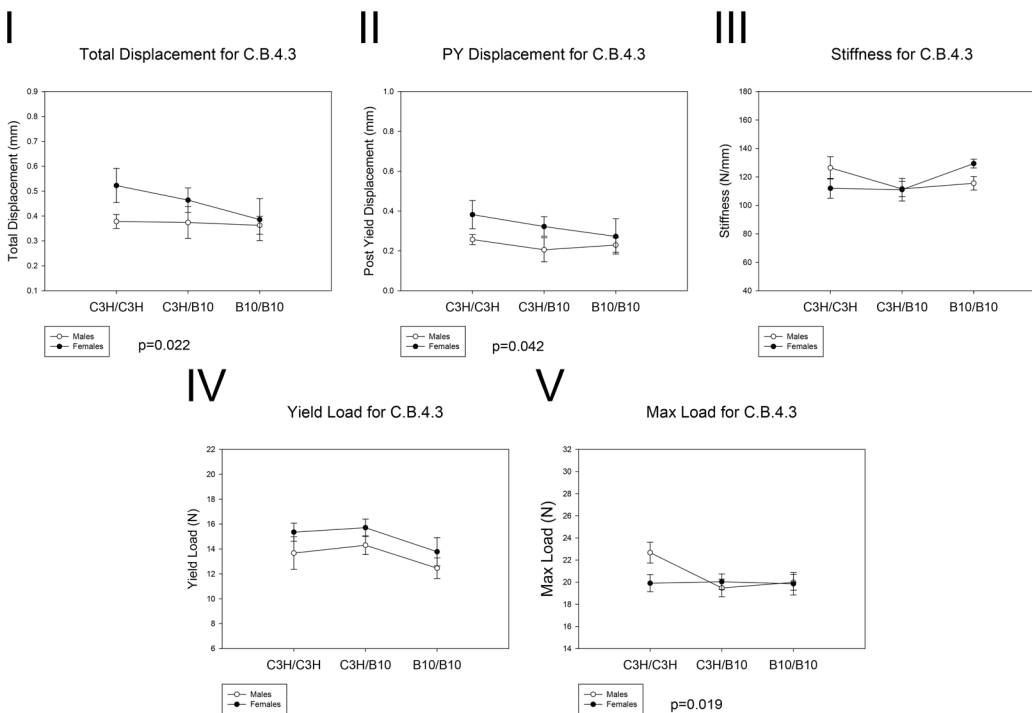 I
Total Displacement for C.B.4.3
Total Displacement (mm)
0.9
0.8
0.7
0.6
0.5
0.4
0.3
0.2
0.1
C3H/C3H C3H/B10 B10/B10
Males
Females
p=0.022
II
PY Displacement for C.B.4.3
Post Yield Displacement (mm)
1.0
0.8
0.6
0.4
0.2
0.0
C3H/C3H C3H/B10 B10/B10
Males
Females
p=0.042
III
Stiffness for C.B.4.3
Stiffness (N/mm)
180
160
140
120
100
80
60
40
C3H/C3H C3H/B10 B10/B10
Males
Females
IV
Yield Load for C.B.4.3
Yield Load (N)
22
20
18
16
14
12
10
8
6
C3H/C3H C3H/B10 B10/B10
Males
Females
V
Max Load for C.B.4.3
Max Load (N)
32
30
28
26
24
22
20
18
16
14
C3H/C3H C3H/B10 B10/B10
Males
Females
p=0.019